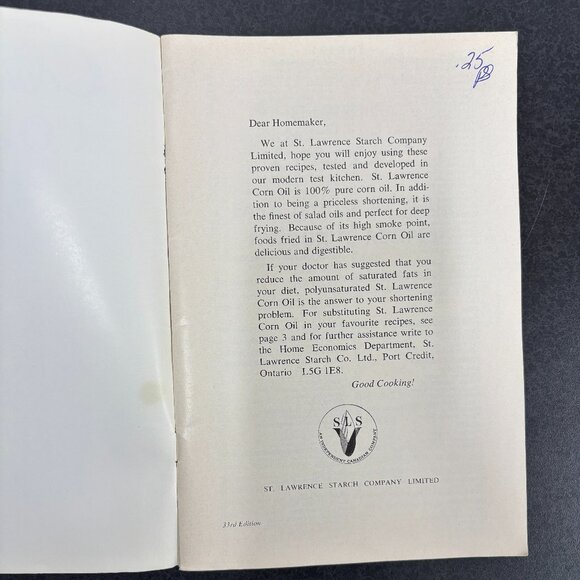 .25
Dear Homemaker,
We at St. Lawrence Starch Company
Limited, hope you will enjoy using these
proven recipes, tested and developed in
our modern test kitchen. St. Lawrence
Corn Oil is 100% pure corn oil. In addi-
tion to being a priceless shortening, it is
the finest of salad oils and perfect for deep
frying. Because of its high smoke point,
foods fried in St. Lawrence Corn Oil are
delicious and digestible.
If your doctor has suggested that you
reduce the amount of saturated fats in
your diet, polyunsaturated St. Lawrence
Corn Oil is the answer to your shortening
problem. For substituting St. Lawrence
Corn Oil in your favourite recipes, see
page 3 and for further assistance write to
the Home Economics Department, St.
Lawrence Starch Co. Ltd., Port Credit,
Ontario L5G 1E8.
Good Cooking!
SLS
AN INDEPENDENT CANADIAN COMPANY
ST. LAWRENCE STARCH COMPANY LIMITED
33rd Edition